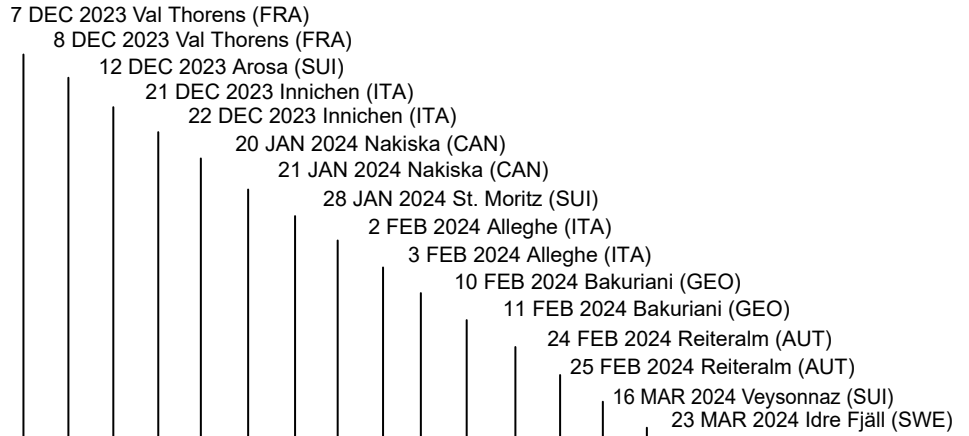 7 DEC 2023 Val Thorens (FRA)
8 DEC 2023 Val Thorens (FRA)
12 DEC 2023 Arosa (SUI)
21 DEC 2023 Innichen (ITA)
22 DEC 2023 Innichen (ITA)
20 JAN 2024 Nakiska (CAN)
21 JAN 2024 Nakiska (CAN)
28 JAN 2024 St. Moritz (SUI)
2 FEB 2024 Alleghe (ITA)
3 FEB 2024 Alleghe (ITA)
10 FEB 2024 Bakuriani (GEO)
11 FEB 2024 Bakuriani (GEO)
24 FEB 2024 Reiteralm (AUT)
25 FEB 2024 Reiteralm (AUT)
16 MAR 2024 Veysonnaz (SUI)
23 MAR 2024 Idre Fjäll (SWE)